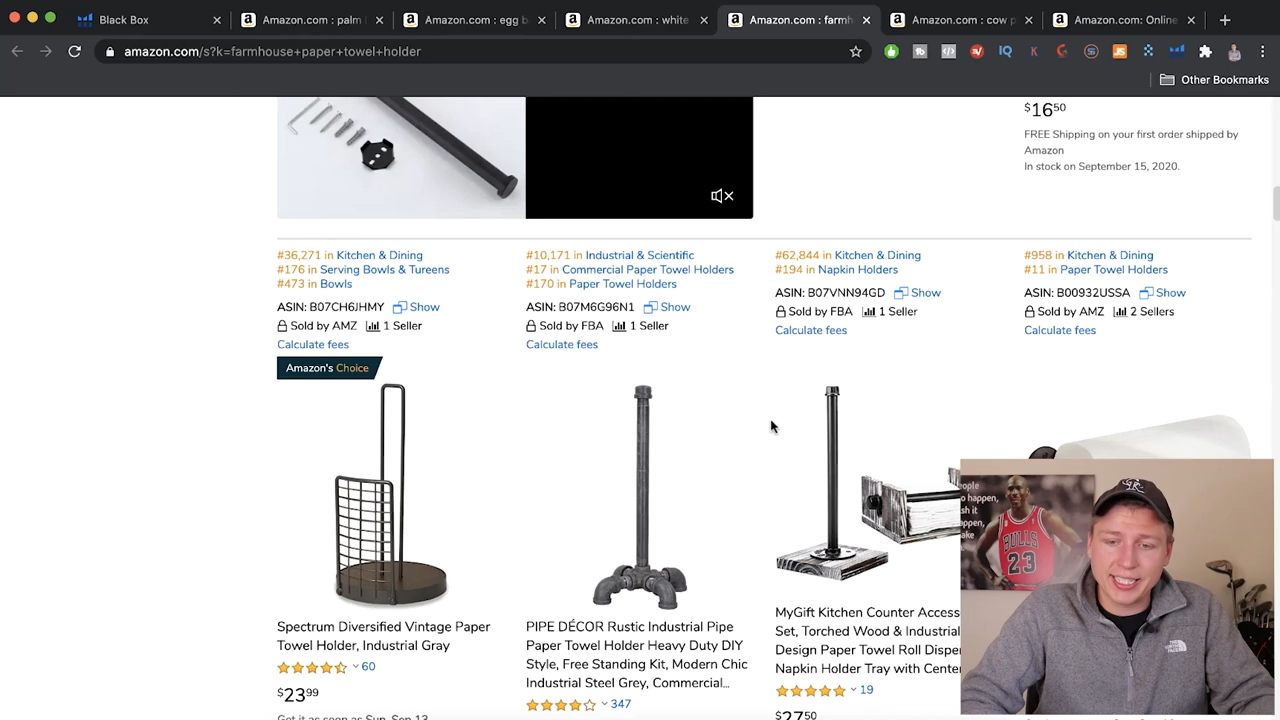 Black Box
Amazon.com : palm
Amazon.com : egg b
Amazon.com : white
Amazon.com : farmh
Amazon.com : cow p
Amazon.com: Online
amazon.com/s?k=farmhouse+paper+towel+holder
Other Bookmarks
$16 50
FREE Shipping on your first order shipped by
Amazon
In stock on September 15, 2020.
#36,271 in Kitchen & Dining
#176 in Serving Bowls & Tureens
#473 in Bowls
ASIN: B07CH6JHMY Show
Sold by AMZ 1 Seller
Calculate fees
#10,171 in Industrial & Scientific
#17 in Commercial Paper Towel Holders
#170 in Paper Towel Holders
ASIN: B07M6G96N1 Show
Sold by FBA 1 Seller
Calculate fees
#62,844 in Kitchen & Dining
#194 in Napkin Holders
ASIN: B07VNN94GD Show
Sold by FBA 1 Seller
Calculate fees
#958 in Kitchen & Dining
#11 in Paper Towel Holders
ASIN: B00932USSA Show
Sold by AMZ 2 Sellers
Calculate fees
Amazon's Choice
Spectrum Diversified Vintage Paper
Towel Holder, Industrial Gray
60
$23 99
Get it as soon as Sun, Sep 13
PIPE DÉCOR Rustic Industrial Pipe
Towel Holder Heavy Duty DIY
Style, Free Standing Kit, Modern Chic
Industrial Steel Grey, Commercial...
347
MyGift Kitchen Counter Access
Set, Torched Wood & Industrial
Design Paper Towel Roll Dispe
Napkin Holder Tray with Center
19
$27 50
BULLS
23